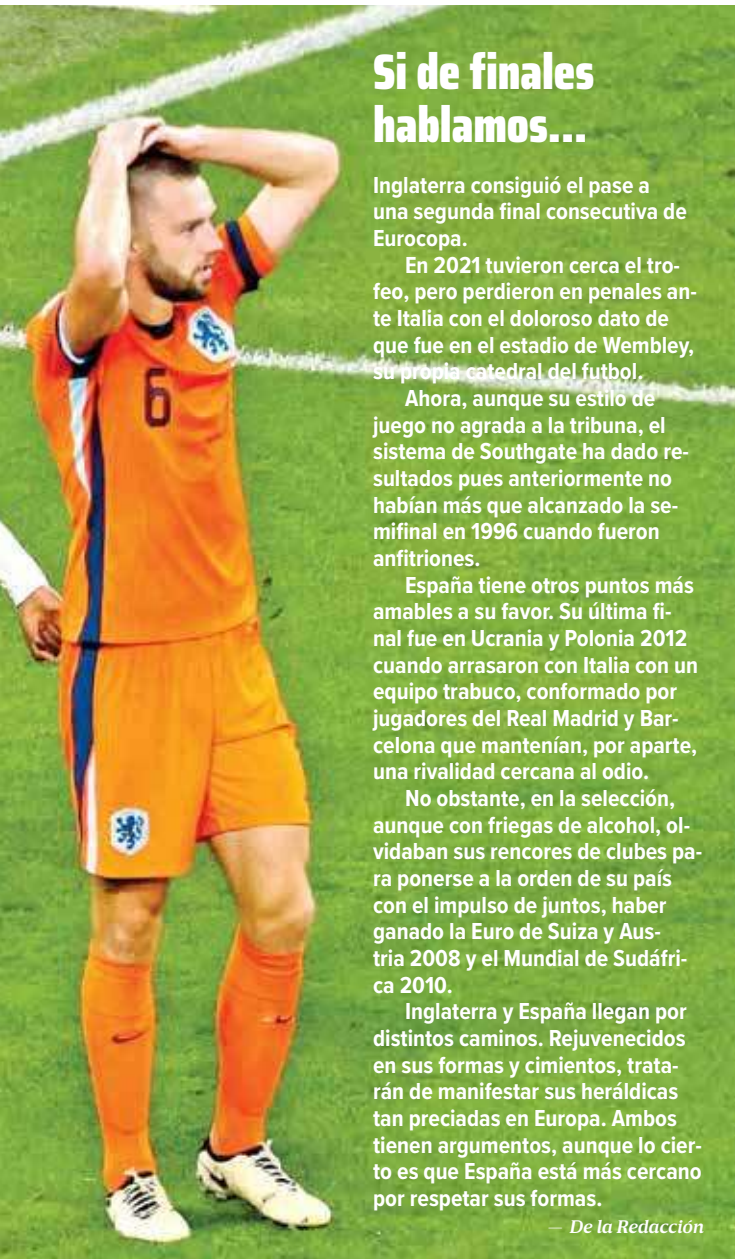 Si de finales
hablamos...
Inglaterra consiguió el pase a
una segunda final consecutiva de
Eurocopa.
En 2021 tuvieron cerca el tro-
feo, pero perdieron en penales an-
te Italia con el doloroso dato de
que fue en el estadio de Wembley,
su propia catedral del futbol.
Ahora, aunque su estilo de
juego no agrada a la tribuna, el
sistema de Southgate ha dado re-
sultados pues anteriormente no
habían más que alcanzado la se-
mifinal en 1996 cuando fueron
anfitriones.
España tiene otros puntos más
amables a su favor. Su última fi-
nal fue en Ucrania y Polonia 2012
cuando arrasaron con Italia con un
equipo trabuco, conformado por
jugadores del Real Madrid y Bar-
celona que mantenían, por aparte,
una rivalidad cercana al odio.
No obstante, en la selección,
aunque con friegas de alcohol, ol-
vidaban sus rencores de clubes pa-
ra ponerse a la orden de su país
con el impulso de juntos, haber
ganado la Euro de Suiza y Aus-
tria 2008 y el Mundial de Sudáfri-
ca 2010.
Inglaterra y España llegan por
distintos caminos. Rejuvenecidos
en sus formas y cimientos, trata-
rán de manifestar sus heráldicas
tan preciadas en Europa. Ambos
tienen argumentos, aunque lo cier-
to es que España está más cercano
por respetar sus formas.
— De la Redacción
6